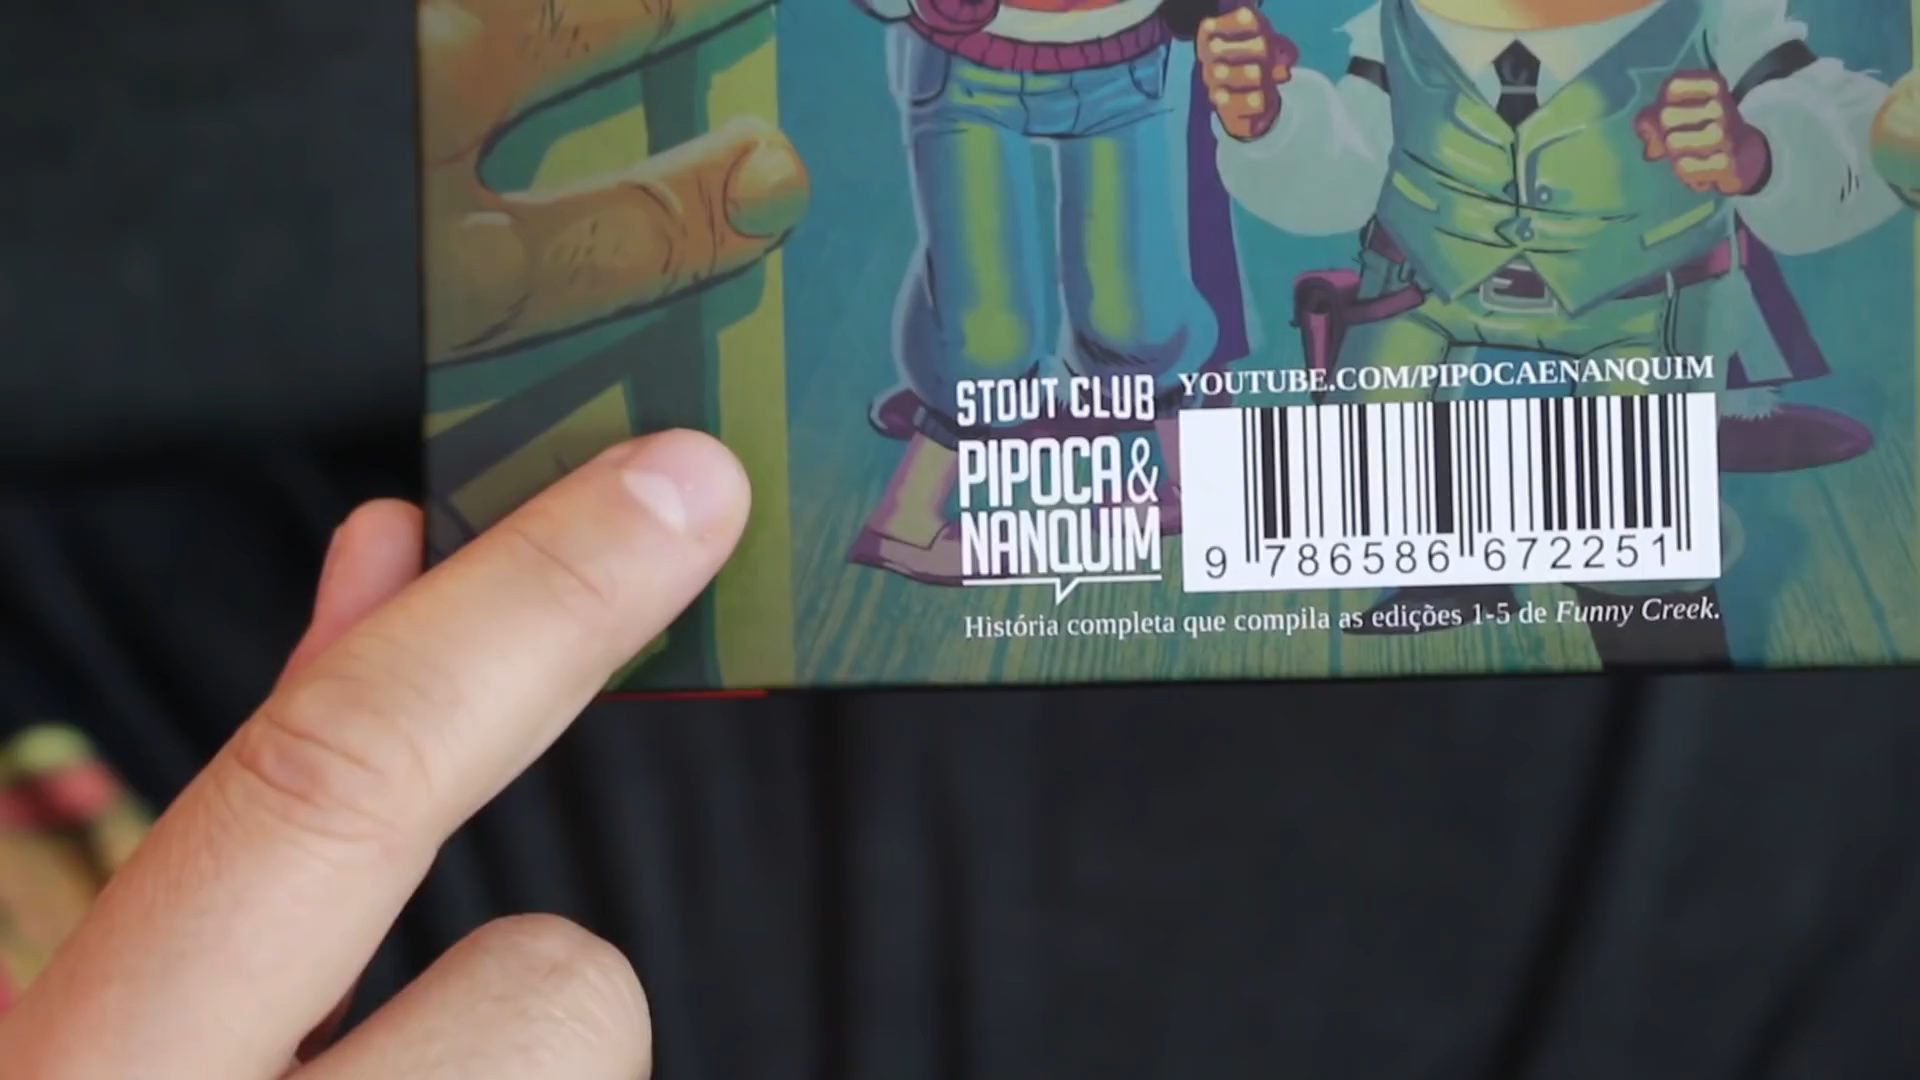 STOUT CLUB
PIPOCA &
NANQUIM
YOUTUBE.COM/PIPOCAENANQUIM
9 786586 672251
História completa que compila as edições 1-5 de Funny Creek.